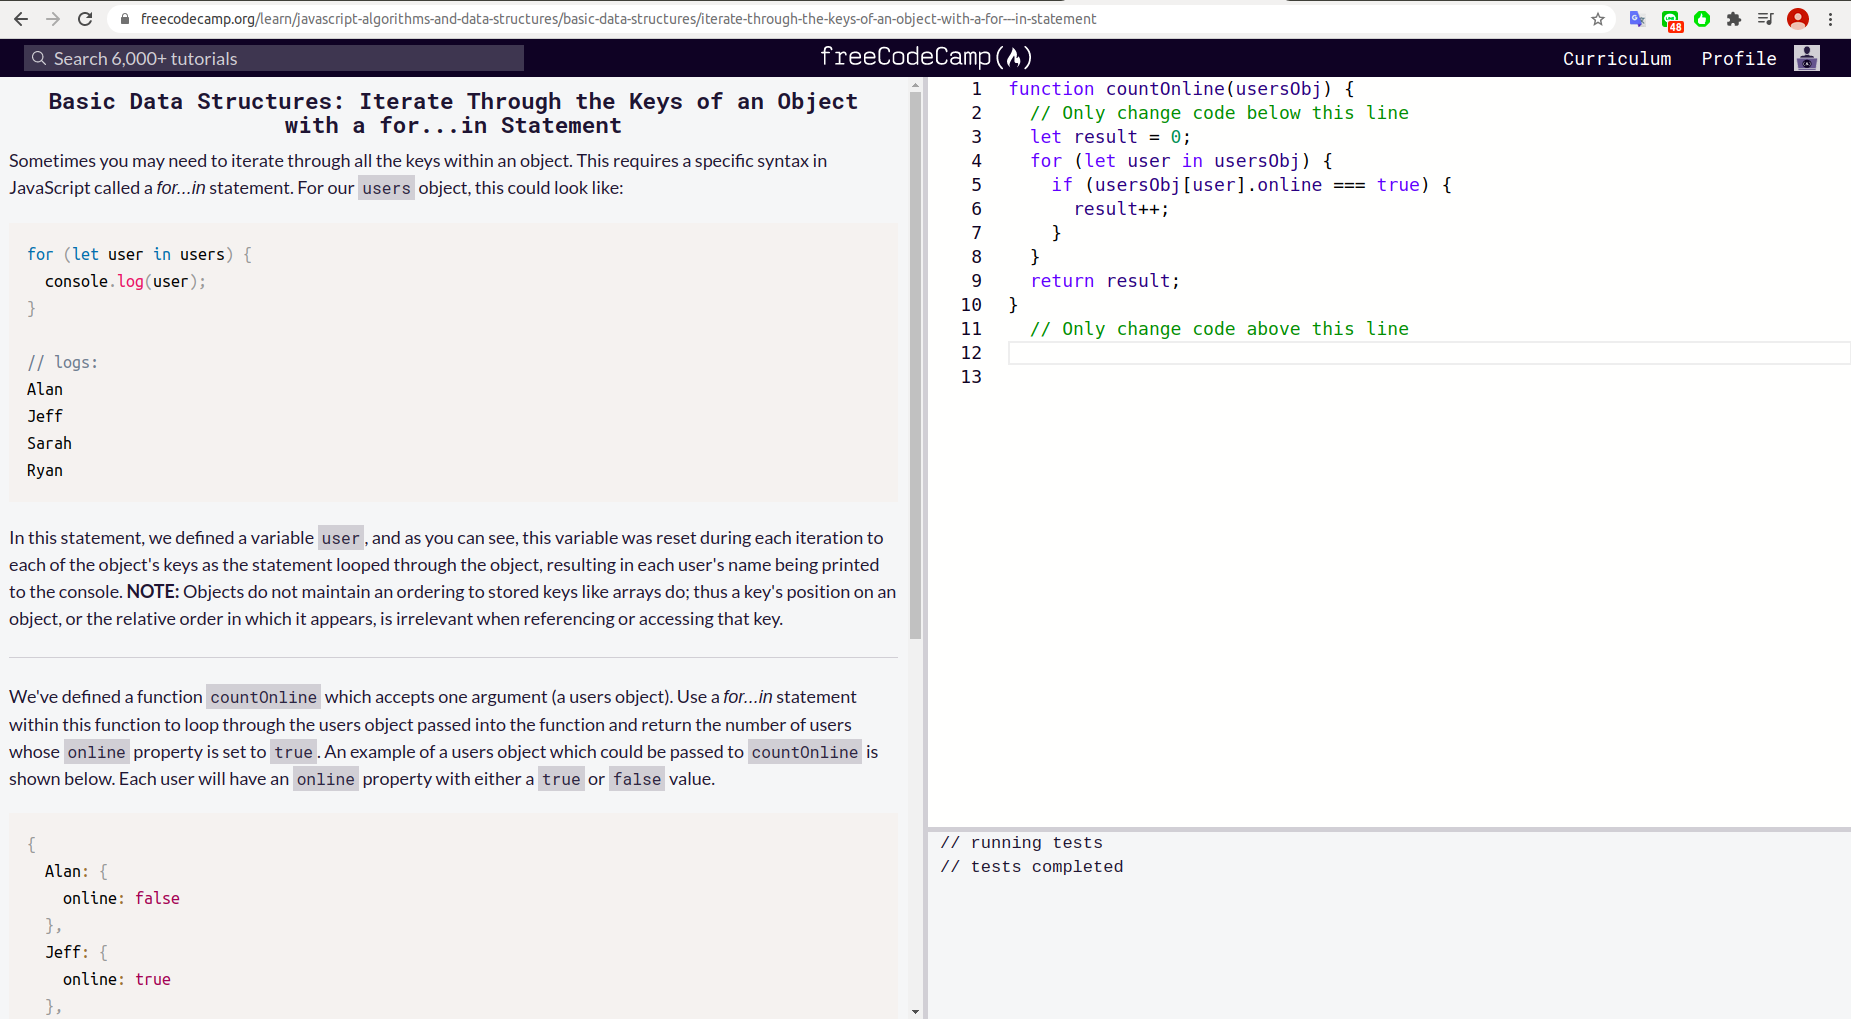 freecodecamp.org/learn/javascript-algorithms-and-data-structures/basic-data-structures/iterate-through-the-keys-of-an-object-with-a-for---in-statement
48
Search 6,000+ tutorials
freeCodeCamp(🔥)
Curriculum
Profile
Basic Data Structures: Iterate Through the Keys of an Object
with a for...in Statement
Sometimes you may need to iterate through all the keys within an object. This requires a specific syntax in
JavaScript called a for...in statement. For our users object, this could look like:
for (let user in users) {
  console.log(user);
}
// logs:
Alan
Jeff
Sarah
Ryan
In this statement, we defined a variable user, and as you can see, this variable was reset during each iteration to
each of the object's keys as the statement looped through the object, resulting in each user's name being printed
to the console. NOTE: Objects do not maintain an ordering to stored keys like arrays do; thus a key's position on an
object, or the relative order in which it appears, is irrelevant when referencing or accessing that key.
We've defined a function countOnline which accepts one argument (a users object). Use a for...in statement
within this function to loop through the users object passed into the function and return the number of users
whose online property is set to true. An example of a users object which could be passed to countOnline is
shown below. Each user will have an online property with either a true or false value.
{
  Alan: {
    online: false
  },
  Jeff: {
    online: true
  },
1 function countOnline(usersObj) {
2   // Only change code below this line
3   let result = 0;
4   for (let user in usersObj) {
5     if (usersObj[user].online === true) {
6       result++;
7     }
8   }
9   return result;
10 }
11   // Only change code above this line
12
13
// running tests
// tests completed